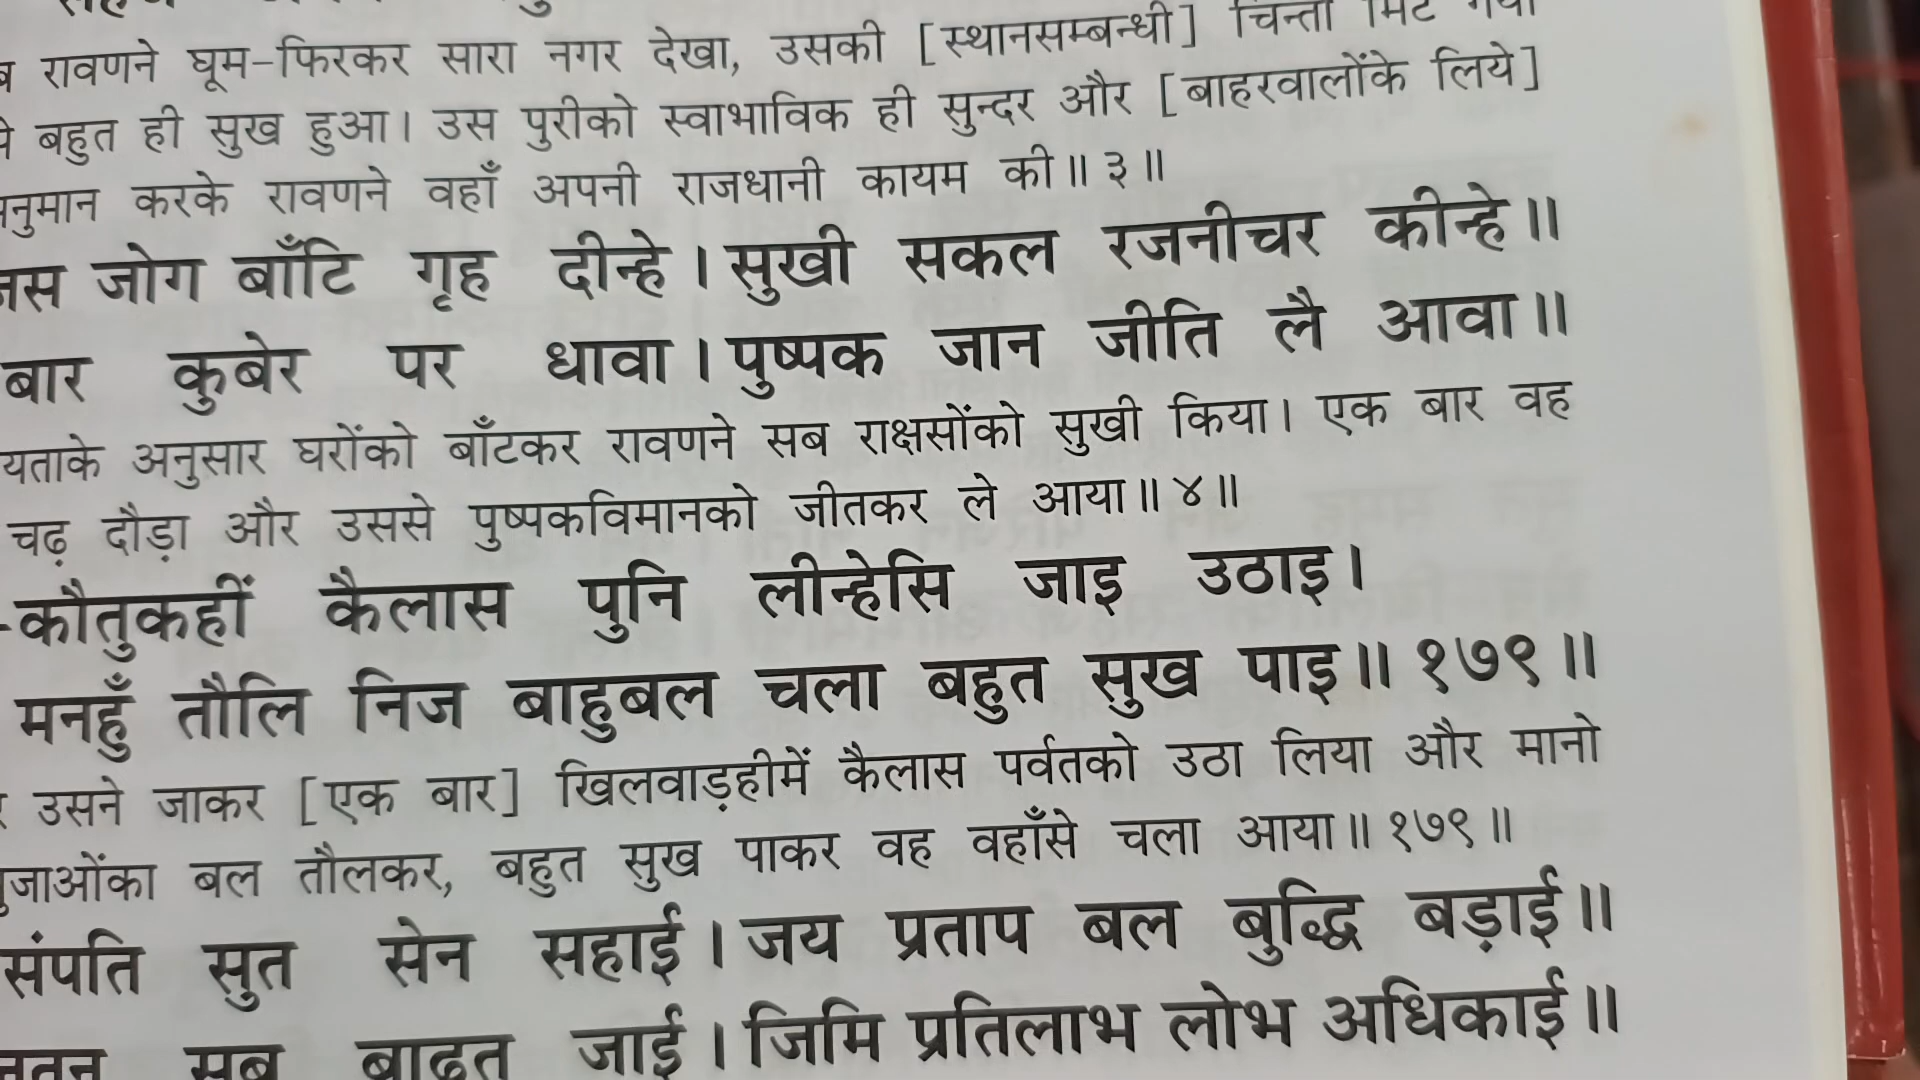 रावणने घूम-फिरकर सारा नगर देखा, उसकी [स्थानसम्बन्धी] चिन्ता मिट गयी
बहुत ही सुख हुआ। उस पुरीको स्वाभाविक ही सुन्दर और [बाहरवालोंके लिये]
नुमान करके रावणने वहाँ अपनी राजधानी कायम की॥ ३॥
जस जोग बाँटि गृह दीन्हे। सुखी सकल रजनीचर कीन्हे॥
बार कुबेर पर धावा। पुष्पक जान जीति लै आवा॥
यताके अनुसार घरोंको बाँटकर रावणने सब राक्षसोंको सुखी किया। एक बार वह
चढ़ दौड़ा और उससे पुष्पकविमानको जीतकर ले आया॥ ४॥
-कौतुकहीं कैलास पुनि लीन्हेसि जाइ उठाइ।
मनहुँ तौलि निज बाहुबल चला बहुत सुख पाइ॥ १७९॥
उसने जाकर [एक बार] खिलवाड़हीमें कैलास पर्वतको उठा लिया और मानो
ुजाओंका बल तौलकर, बहुत सुख पाकर वह वहाँसे चला आया॥ १७९॥
संपति सुत सेन सहाई। जय प्रताप बल बुद्धि बड़ाई॥
सब बाढ़त जाई। जिमि प्रतिलाभ लोभ अधिकाई॥